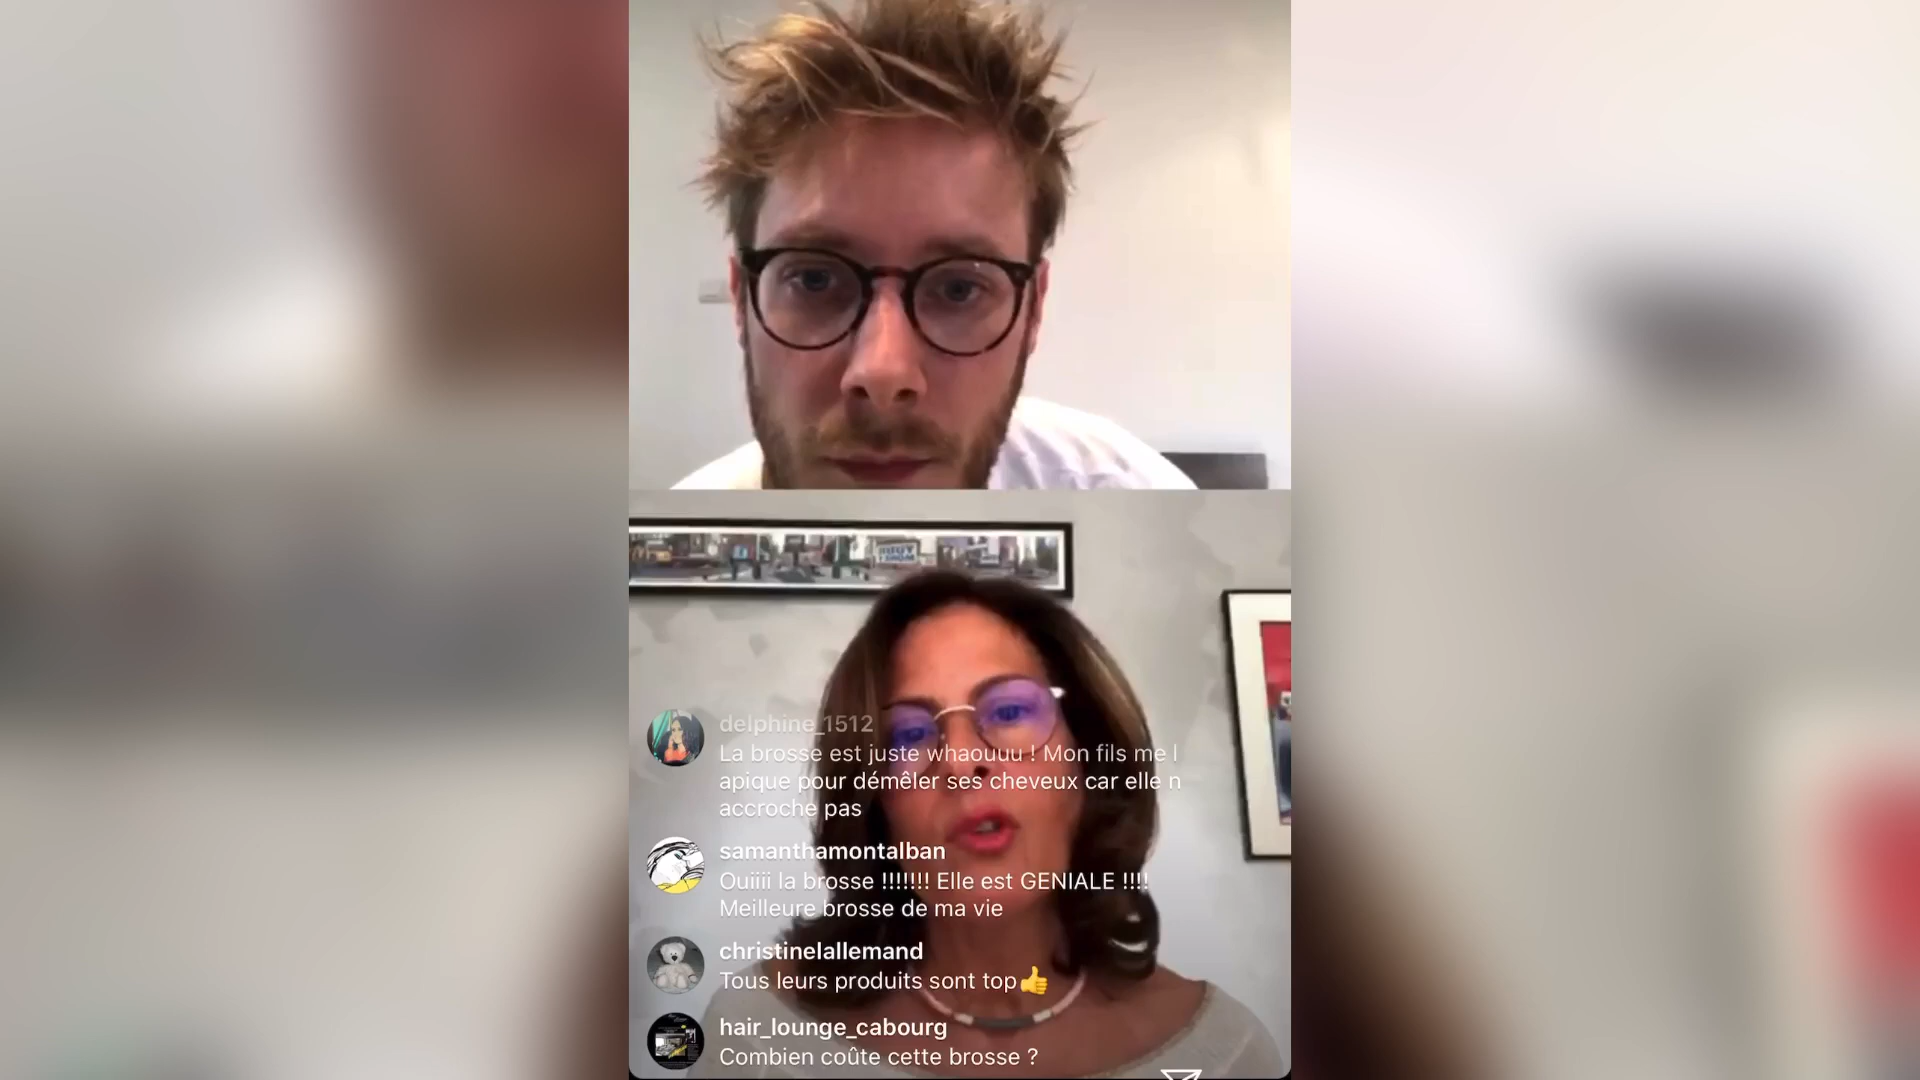 delphine_1512
La brosse est juste whaouuu ! Mon fils me l
apique pour démêler ses cheveux car elle n
accroche pas
samanthamontalban
Ouiiii la brosse !!!!!!! Elle est GENIALE !!!!
Meilleure brosse de ma vie
christinelallemand
Tous leurs produits sont top👍
hair_lounge_cabourg
Combien coûte cette brosse ?